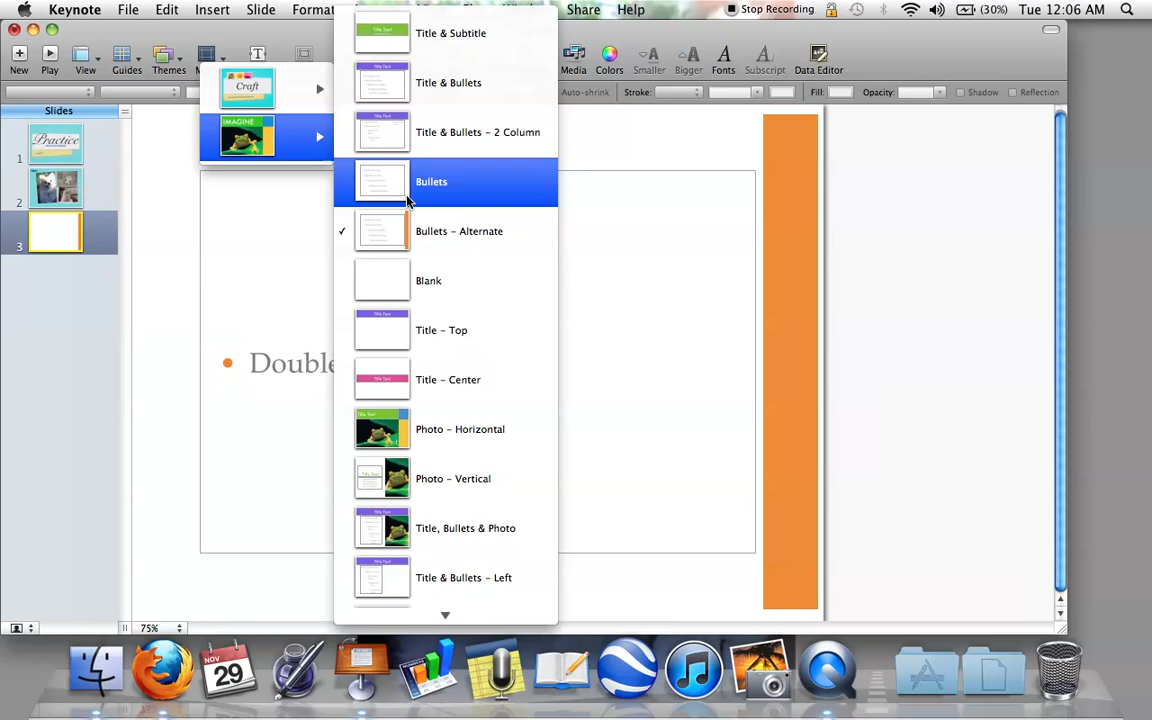 Keynote File Edit Insert Slide Format Share Help Stop Recording (30%) Tue 12:06 AM
New Play View Guides Themes Media Colors Smaller Bigger Fonts Subscript Data Editor
Auto-shrink Stroke: Fill: Opacity: Shadow Reflection
Slides
Craft
IMAGINE
Title & Subtitle
Title & Bullets
Title & Bullets - 2 Column
Bullets
✓ Bullets - Alternate
Blank
Title - Top
Title - Center
Photo - Horizontal
Photo - Vertical
Title, Bullets & Photo
Title & Bullets - Left
Practice
1
2
3
• Double
75%
NOV
29